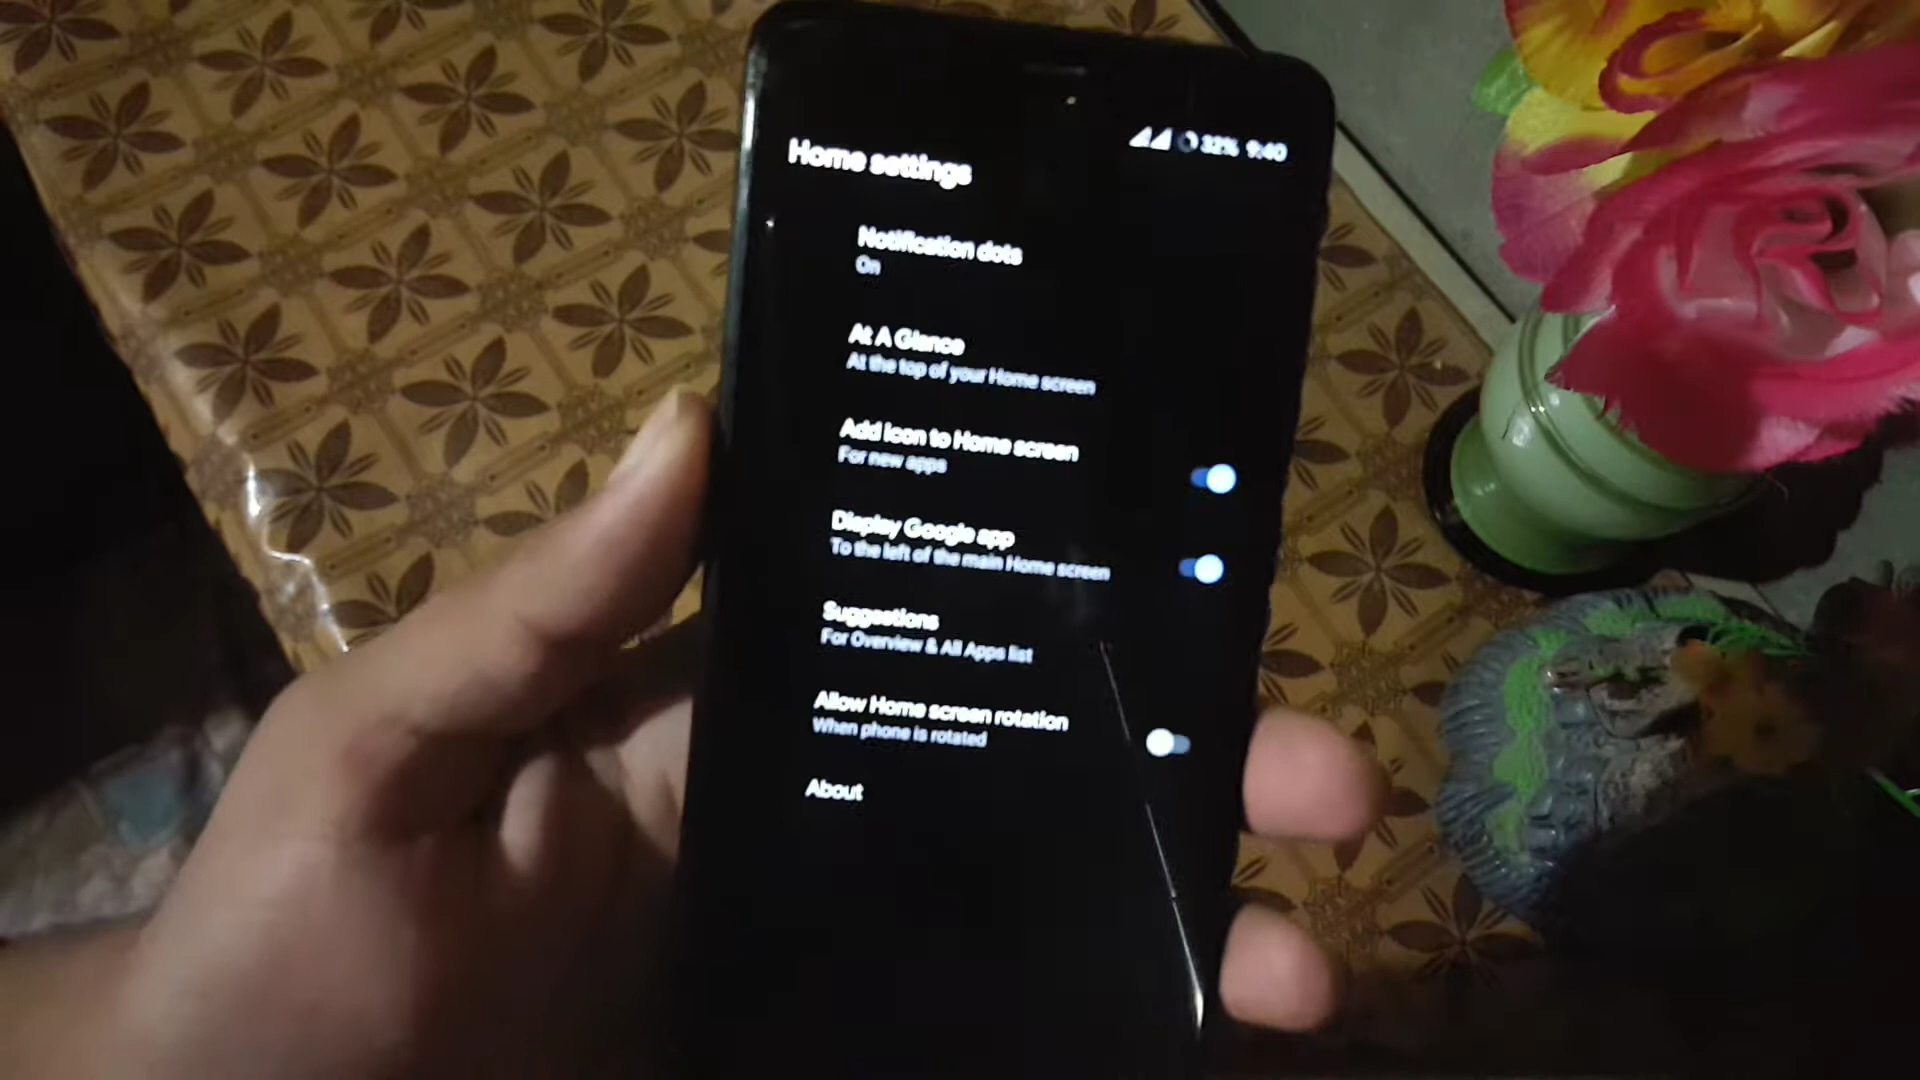 32% 9:40
Home settings
Notification dots
On
At A Glance
At the top of your Home screen
Add icon to Home screen
For new apps
Display Google app
To the left of the main Home screen
Suggestions
For Overview & All Apps list
Allow Home screen rotation
When phone is rotated
About